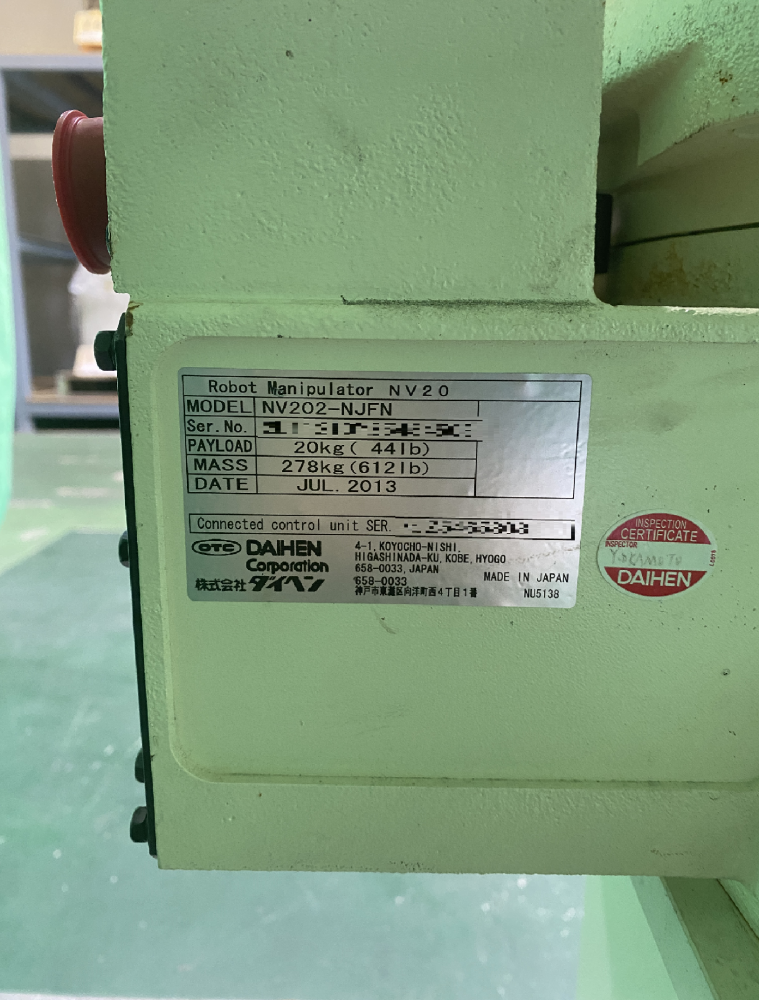 Robot Manipulator NV20
MODEL NV202-NJFN
Ser.No.
PAYLOAD 20kg( 44lb)
MASS 278kg(612lb)
DATE JUL. 2013
Connected control unit SER.
OTC DAIHEN
Corporation
株式会社ダイヘン
4-1, KOYOCHO-NISHI,
HIGASHINADA-KU, KOBE, HYOGO
658-0033, JAPAN
658-0033
神戸市東灘区向洋町西4丁目1番
MADE IN JAPAN
NU5138
INSPECTION
CERTIFICATE
INSPECTOR
DAIHEN